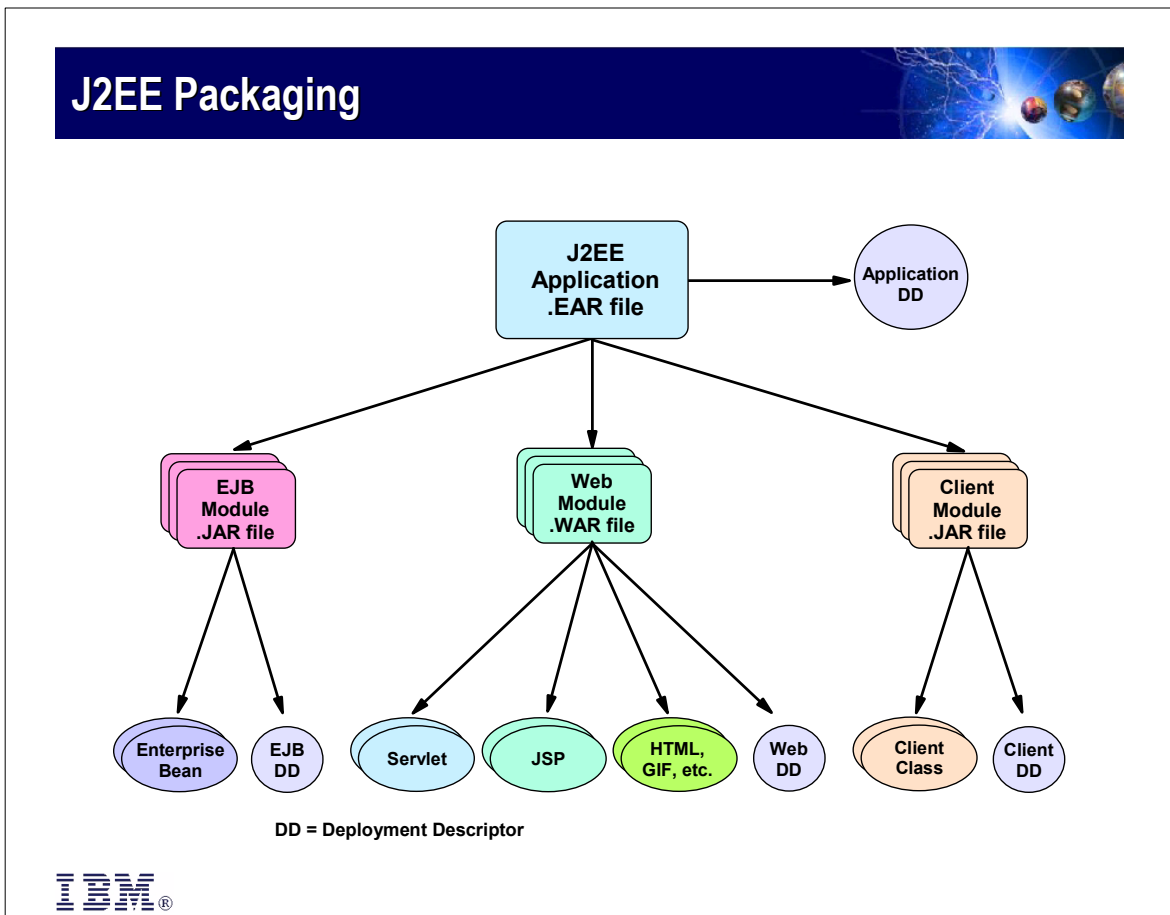 J2EE Packaging
J2EE
Application
.EAR file
Application
DD
EJB
Module
.JAR file
Web
Module
.WAR file
Client
Module
.JAR file
Enterprise
Bean
EJB
DD
Servlet
JSP
HTML,
GIF, etc.
Web
DD
Client
Class
Client
DD
DD = Deployment Descriptor
IBM®